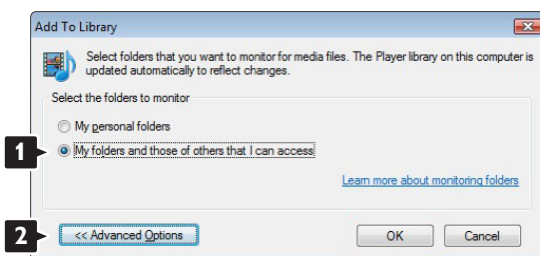 Add To Library
Select folders that you want to monitor for media files. The Player library on this computer is
updated automatically to reflect changes.
Select the folders to monitor
My personal folders
1
My folders and those of others that I can access
Learn more about monitoring folders
2
<< Advanced Options
OK
Cancel